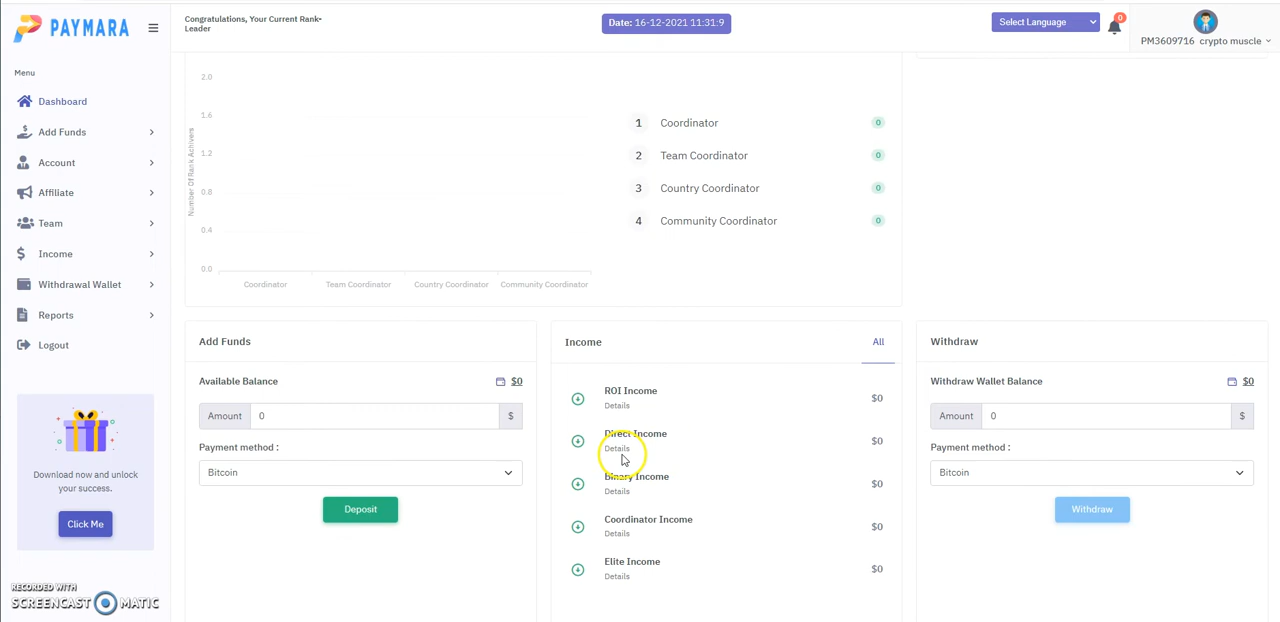 PAYMARA
Congratulations, Your Current Rank-
Leader
Date: 16-12-2021 11:31:9
Select Language
0
PM3609716 crypto muscle
Menu
Dashboard
Add Funds
Account
Affiliate
Team
Income
Withdrawal Wallet
Reports
Logout
Download now and unlock
your success.
Click Me
RECORDED WITH
SCREENCAST MATIC
Number Of Rank Achivers
2.0
1.6
1.2
0.8
0.4
0.0
Coordinator Team Coordinator Country Coordinator Community Coordinator
1 Coordinator 0
2 Team Coordinator 0
3 Country Coordinator 0
4 Community Coordinator 0
Add Funds
Available Balance $0
Amount 0 $
Payment method :
Bitcoin
Deposit
Income All
ROI Income $0
Details
Direct Income $0
Details
Binary Income $0
Details
Coordinator Income $0
Details
Elite Income $0
Details
Withdraw
Withdraw Wallet Balance $0
Amount 0 $
Payment method :
Bitcoin
Withdraw